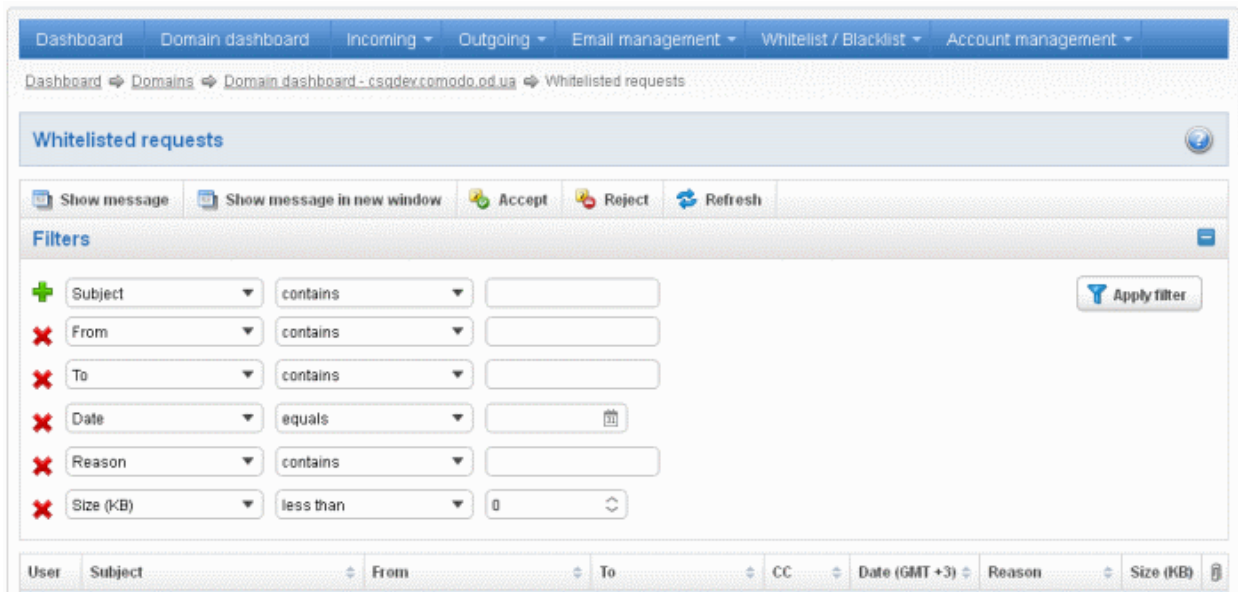 Dashboard Domain dashboard Incoming Outgoing Email management Whitelist / Blacklist Account management
Dashboard Domains Domain dashboard - csqdev.comodo.od.ua Whitelisted requests
Whitelisted requests
Show message Show message in new window Accept Reject Refresh
Filters
Subject contains Apply filter
From contains
To contains
Date equals 31
Reason contains
Size (KB) less than 0
User Subject From To CC Date (GMT +3) Reason Size (KB)